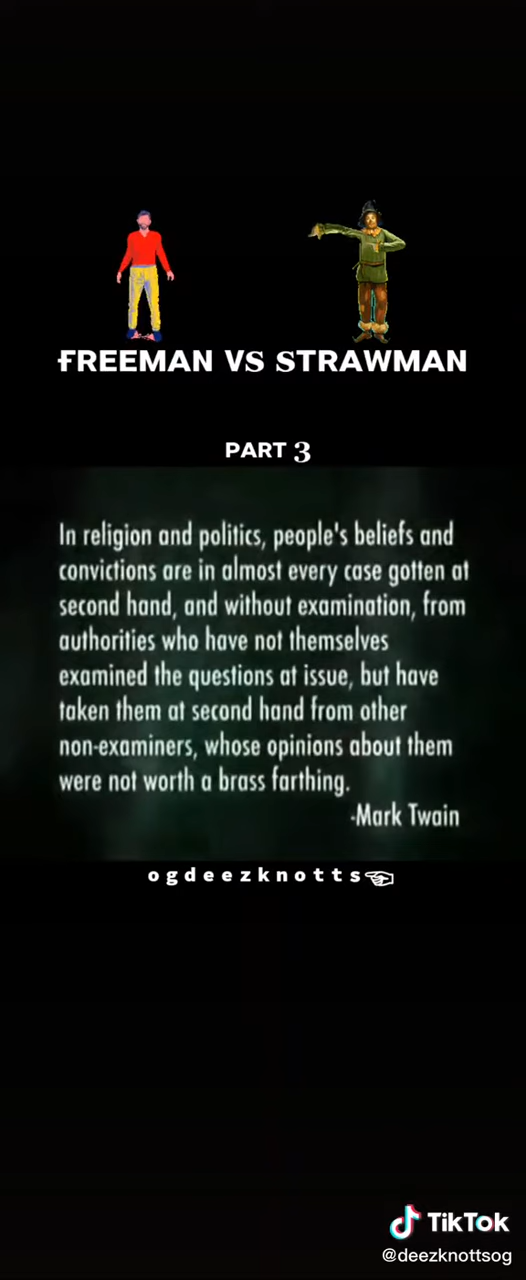 FREEMAN VS STRAWMAN
PART 3
In religion and politics, people's beliefs and
convictions are in almost every case gotten at
second hand, and without examination, from
authorities who have not themselves
examined the questions at issue, but have
taken them at second hand from other
non-examiners, whose opinions about them
were not worth a brass farthing.
-Mark Twain
ogdeezknotts☜
TikTok
@deezknottsog